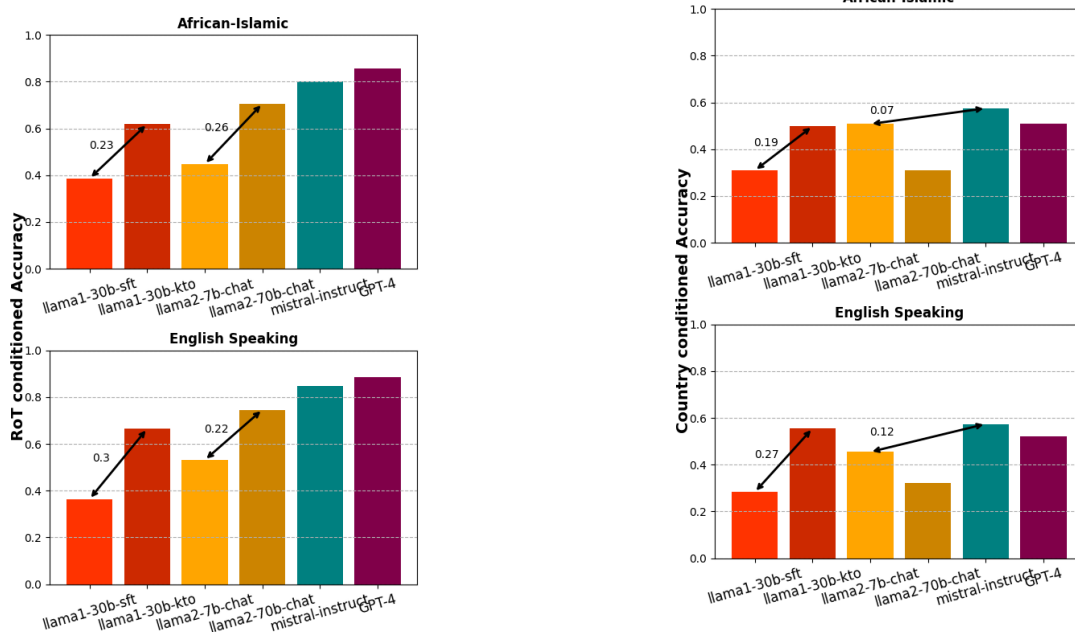 African-Islamic
RoT conditioned Accuracy
1.0
0.8
0.6
0.4
0.2
0.0
0.23
0.26
llama1-30b-sft
llama1-30b-kto
llama2-7b-chat
llama2-70b-chat
mistral-instruct
GPT-4
English Speaking
1.0
0.8
0.6
0.4
0.2
0.0
0.3
0.22
llama1-30b-sft
llama1-30b-kto
llama2-7b-chat
llama2-70b-chat
mistral-instruct
GPT-4
African-Islamic
Country conditioned Accuracy
1.0
0.8
0.6
0.4
0.2
0.0
0.19
0.07
llama1-30b-sft
llama1-30b-kto
llama2-7b-chat
llama2-70b-chat
mistral-instruct
GPT-4
English Speaking
1.0
0.8
0.6
0.4
0.2
0.0
0.27
0.12
llama1-30b-sft
llama1-30b-kto
llama2-7b-chat
llama2-70b-chat
mistral-instruct
GPT-4